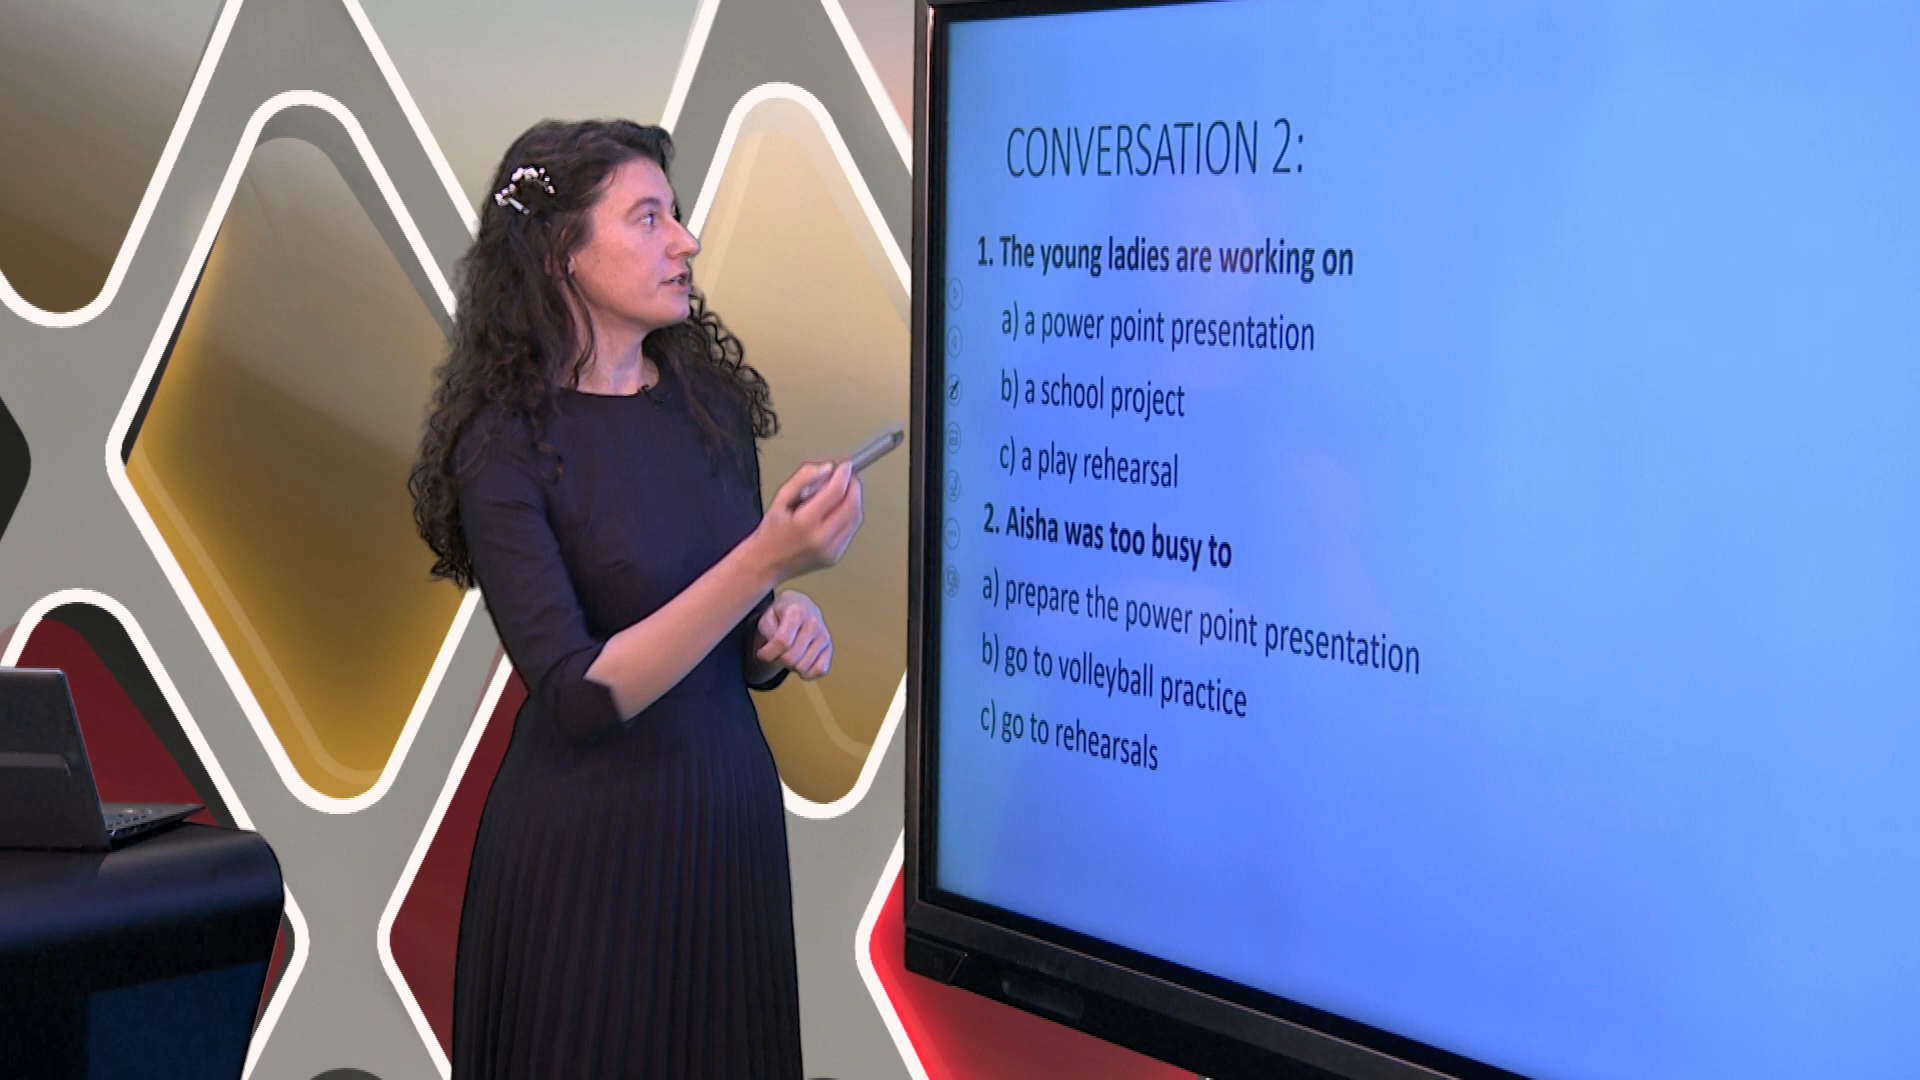 CONVERSATION 2:
1. The young ladies are working on
a) a power point presentation
b) a school project
c) a play rehearsal
2. Aisha was too busy to
a) prepare the power point presentation
b) go to volleyball practice
c) go to rehearsals